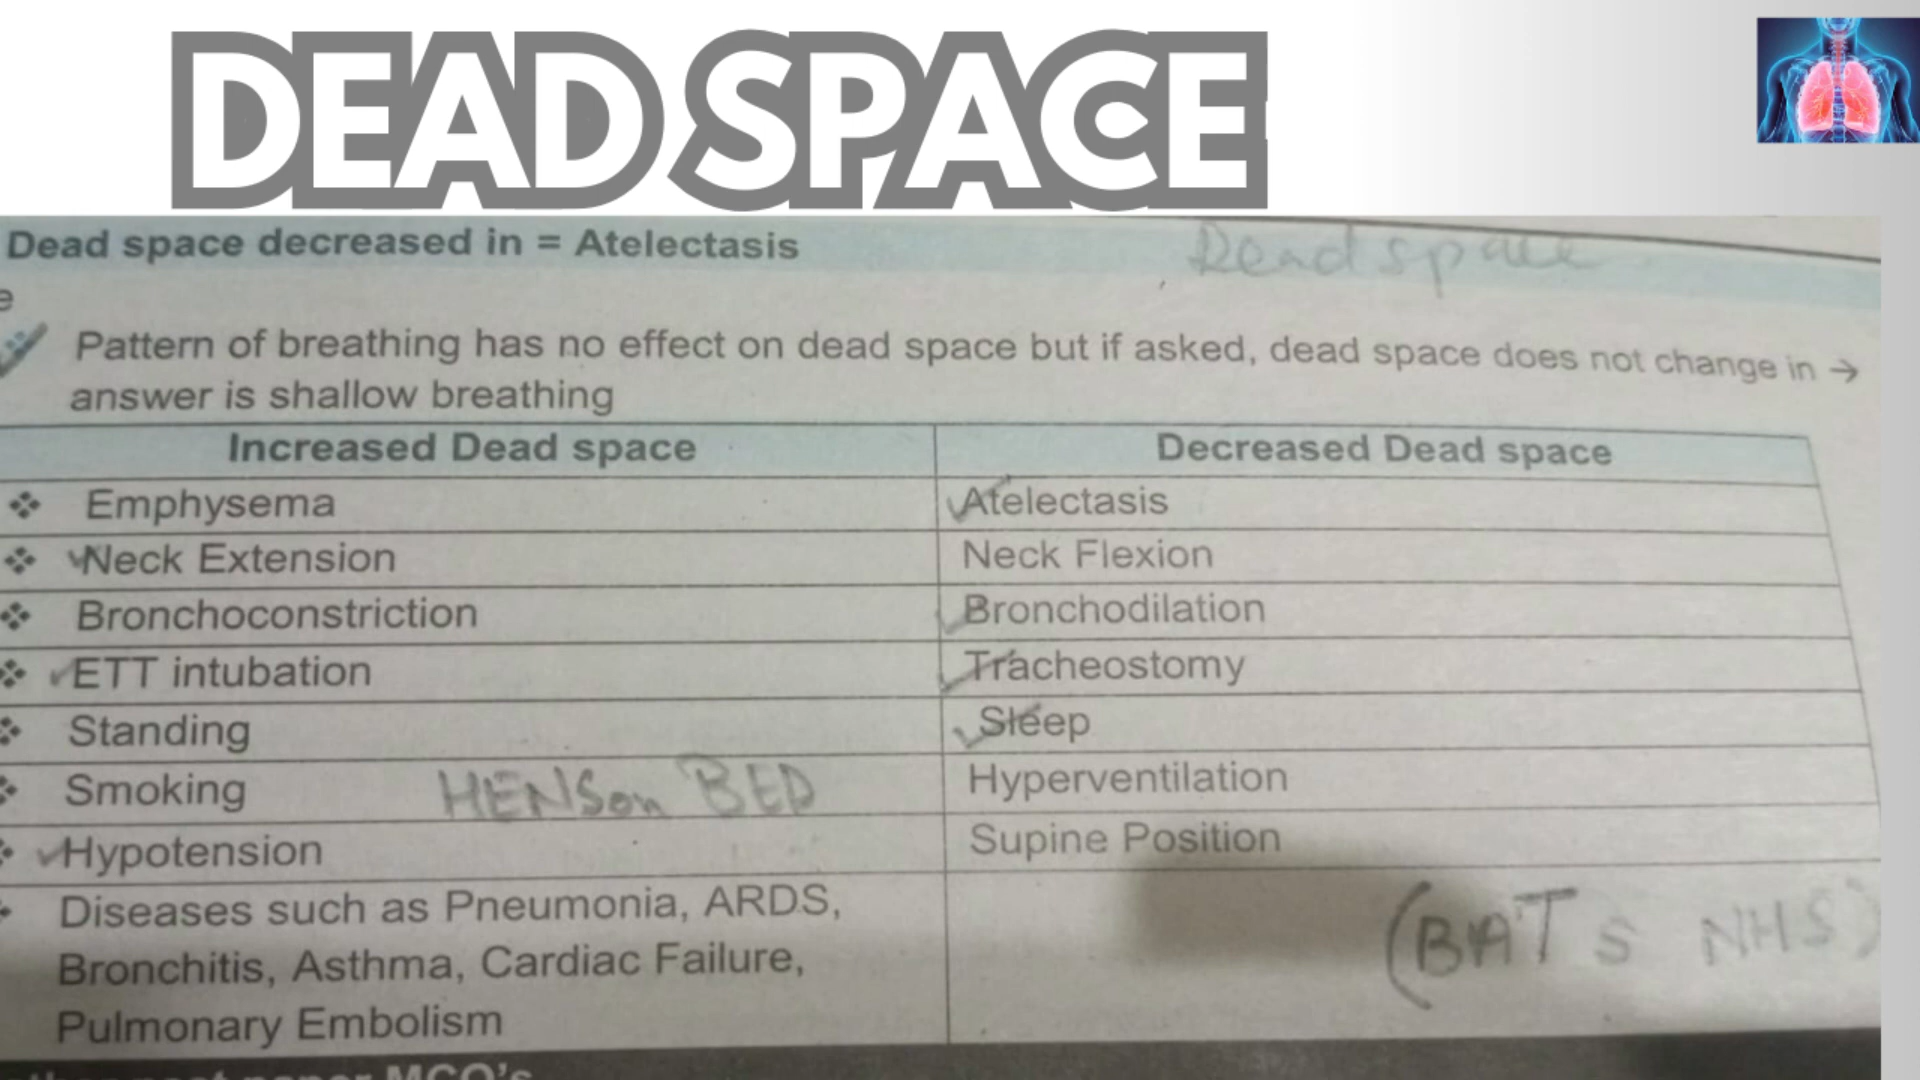 DEAD SPACE
Dead space decreased in = Atelectasis
Dead space
e
Pattern of breathing has no effect on dead space but if asked, dead space does not change in →
answer is shallow breathing
Increased Dead space Decreased Dead space
❖ Emphysema Atelectasis
❖ Neck Extension Neck Flexion
❖ Bronchoconstriction Bronchodilation
❖ ETT intubation Tracheostomy
❖ Standing Sleep
❖ Smoking HENSon BED Hyperventilation
❖ Hypotension Supine Position
❖ Diseases such as Pneumonia, ARDS,
Bronchitis, Asthma, Cardiac Failure,
Pulmonary Embolism
(BATs NHS)
paper MCQ's